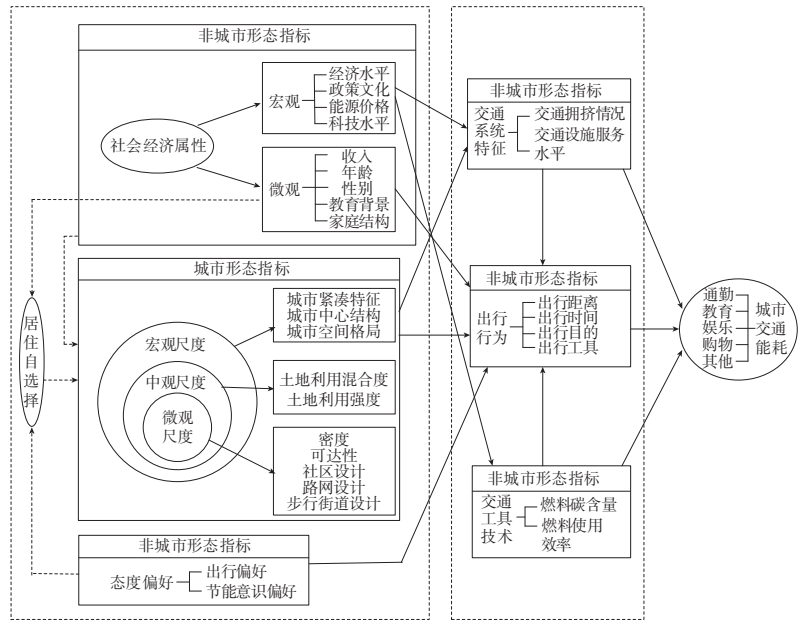 非城市形态指标
社会经济属性
宏观
经济水平
政策文化
能源价格
科技水平
微观
收入
年龄
性别
教育背景
家庭结构
城市形态指标
宏观尺度
中观尺度
微观
尺度
城市紧凑特征
城市中心结构
城市空间格局
土地利用混合度
土地利用强度
密度
可达性
社区设计
路网设计
步行街道设计
非城市形态指标
态度偏好
出行偏好
节能意识偏好
居住自选择
非城市形态指标
交通
系统
特征
交通拥挤情况
交通设施服务
水平
非城市形态指标
出行
行为
出行距离
出行时间
出行目的
出行工具
非城市形态指标
交通
工具
技术
燃料碳含量
燃料使用
效率
通勤
教育
娱乐
购物
其他
城市
交通
能耗